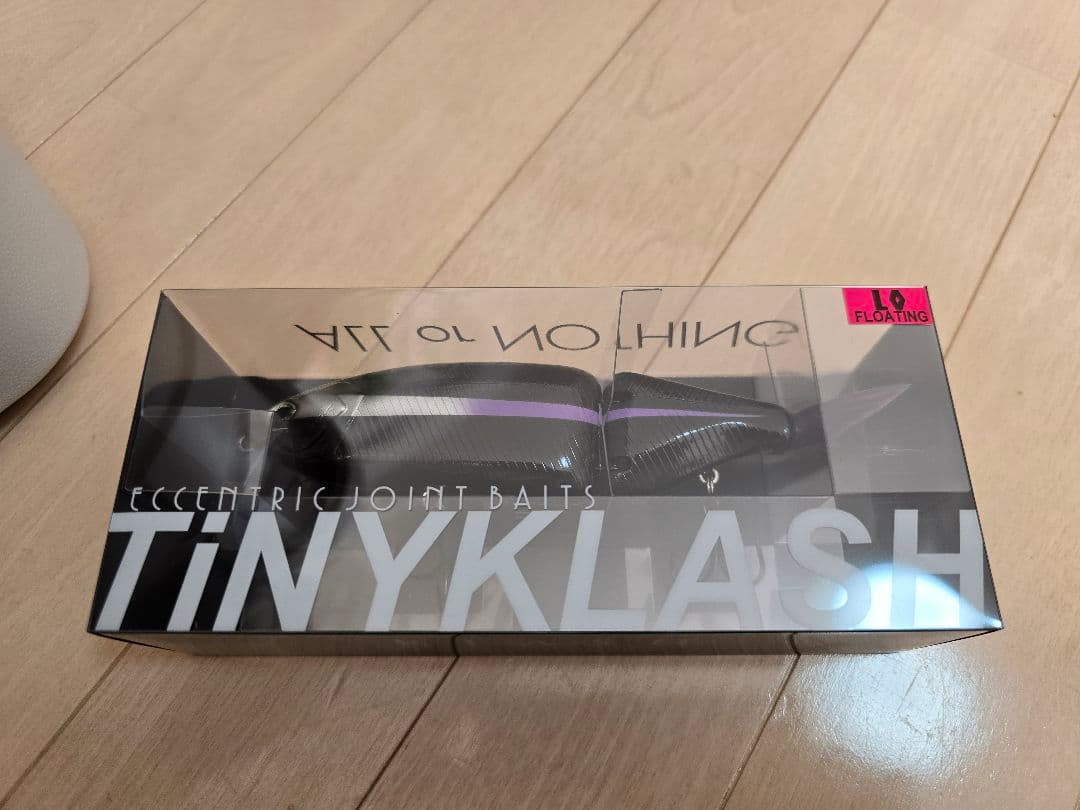 LO
FLOATING
ALL or NOTHING
ECCENTRIC JOINT BAITS
TiNYKLASH